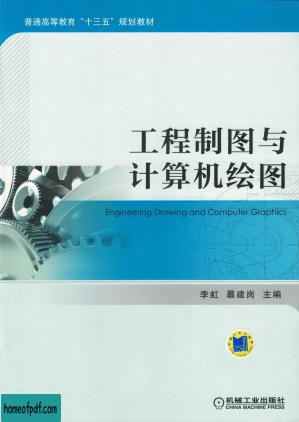 普通高等教育“十三五”规划教材
工程制图与
计算机绘图
Engineering Drawing and Computer Graphics
李虹 暴建岗 主编
机械工业出版社
CHINA MACHINE PRESS
homeofpdf.com